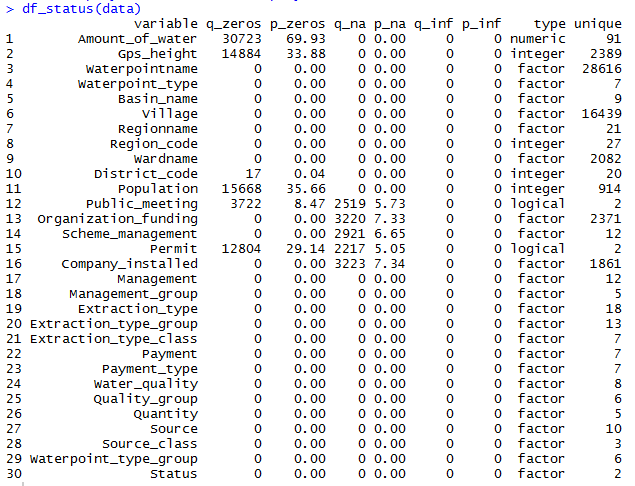 > df_status(data)
variable q_zeros p_zeros q_na p_na q_inf p_inf type unique
1 Amount_of_water 30723 69.93 0 0.00 0 0 numeric 91
2 Gps_height 14884 33.88 0 0.00 0 0 integer 2389
3 Waterpointname 0 0.00 0 0.00 0 0 factor 28616
4 Waterpoint_type 0 0.00 0 0.00 0 0 factor 7
5 Basin_name 0 0.00 0 0.00 0 0 factor 9
6 Village 0 0.00 0 0.00 0 0 factor 16439
7 Regionname 0 0.00 0 0.00 0 0 factor 21
8 Region_code 0 0.00 0 0.00 0 0 integer 27
9 Wardname 0 0.00 0 0.00 0 0 factor 2082
10 District_code 17 0.04 0 0.00 0 0 integer 20
11 Population 15668 35.66 0 0.00 0 0 integer 914
12 Public_meeting 3722 8.47 2519 5.73 0 0 logical 2
13 Organization_funding 0 0.00 3220 7.33 0 0 factor 2371
14 Scheme_management 0 0.00 2921 6.65 0 0 factor 12
15 Permit 12804 29.14 2217 5.05 0 0 logical 2
16 Company_installed 0 0.00 3223 7.34 0 0 factor 1861
17 Management 0 0.00 0 0.00 0 0 factor 12
18 Management_group 0 0.00 0 0.00 0 0 factor 5
19 Extraction_type 0 0.00 0 0.00 0 0 factor 18
20 Extraction_type_group 0 0.00 0 0.00 0 0 factor 13
21 Extraction_type_class 0 0.00 0 0.00 0 0 factor 7
22 Payment 0 0.00 0 0.00 0 0 factor 7
23 Payment_type 0 0.00 0 0.00 0 0 factor 7
24 Water_quality 0 0.00 0 0.00 0 0 factor 8
25 Quality_group 0 0.00 0 0.00 0 0 factor 6
26 Quantity 0 0.00 0 0.00 0 0 factor 5
27 Source 0 0.00 0 0.00 0 0 factor 10
28 Source_class 0 0.00 0 0.00 0 0 factor 3
29 Waterpoint_type_group 0 0.00 0 0.00 0 0 factor 6
30 Status 0 0.00 0 0.00 0 0 factor 2